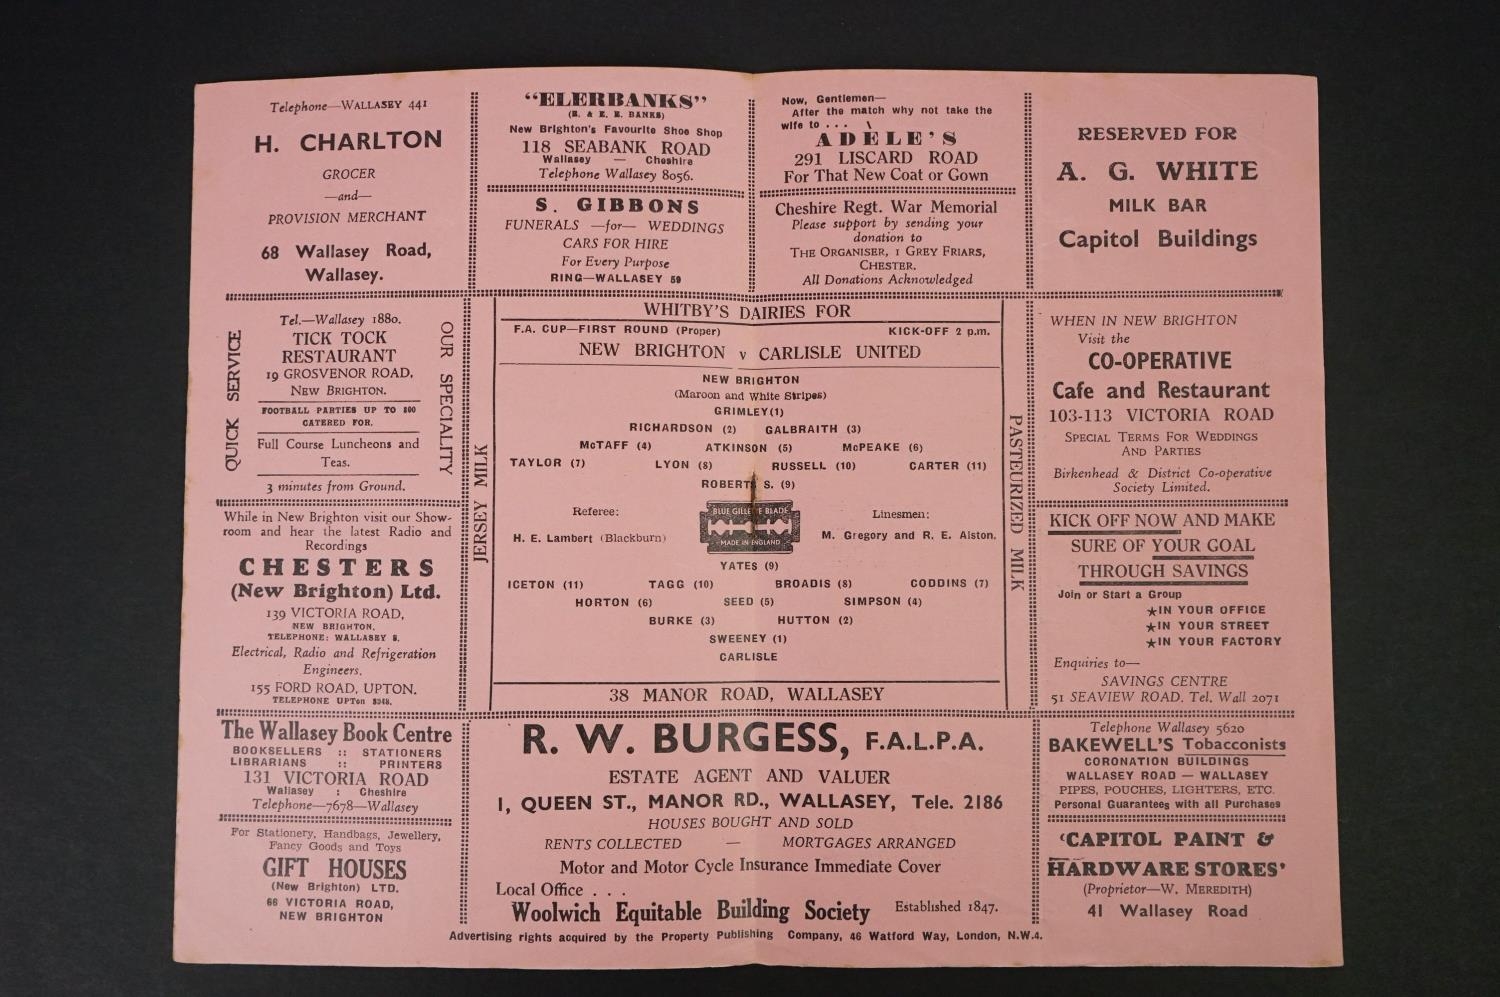 Telephone—WALLASEY 441
H. CHARLTON
GROCER
—and—
PROVISION MERCHANT
68 Wallasey Road,
Wallasey.
"ELERBANKS"
(E. & E. E. BANKS)
New Brighton's Favourite Shoe Shop
118 SEABANK ROAD
Wallasey — Cheshire
Telephone Wallasey 8056.
S. GIBBONS
FUNERALS —for— WEDDINGS
CARS FOR HIRE
For Every Purpose
RING—WALLASEY 59
Now, Gentlemen—
After the match why not take the
wife to . . . \
ADELE'S
291 LISCARD ROAD
For That New Coat or Gown
Cheshire Regt. War Memorial
Please support by sending your
donation to
THE ORGANISER, 1 GREY FRIARS,
CHESTER.
All Donations Acknowledged
RESERVED FOR
A. G. WHITE
MILK BAR
Capitol Buildings
QUICK SERVICE
Tel.—Wallasey 1880.
TICK TOCK
RESTAURANT
19 GROSVENOR ROAD,
NEW BRIGHTON.
FOOTBALL PARTIES UP TO 800
CATERED FOR.
Full Course Luncheons and
Teas.
3 minutes from Ground.
OUR SPECIALITY
While in New Brighton visit our Show-
room and hear the latest Radio and
Recordings
CHESTERS
(New Brighton) Ltd.
139 VICTORIA ROAD,
NEW BRIGHTON.
TELEPHONE: WALLASEY
Electrical, Radio and Refrigeration
Engineers.
155 FORD ROAD, UPTON.
TELEPHONE UPTon
JERSEY MILK
WHITBY'S DAIRIES FOR
F.A. CUP—FIRST ROUND (Proper) KICK-OFF 2 p.m.
NEW BRIGHTON v CARLISLE UNITED
NEW BRIGHTON
(Maroon and White Stripes)
GRIMLEY(1)
RICHARDSON (2) GALBRAITH (3)
McTAFF (4) ATKINSON (5) McPEAKE (6)
TAYLOR (7) LYON (8) RUSSELL (10) CARTER (11)
ROBERTS S. (9)
Referee: Linesmen:
BLUE GILLETTE BLADE
MADE IN ENGLAND
H. E. Lambert (Blackburn) M. Gregory and R. E. Alston.
YATES (9)
ICETON (11) TAGG (10) BROADIS (8) CODDINS (7)
HORTON (6) SEED (5) SIMPSON (4)
BURKE (3) HUTTON (2)
SWEENEY (1)
CARLISLE
38 MANOR ROAD, WALLASEY
PASTEURIZED MILK
WHEN IN NEW BRIGHTON
Visit the
CO-OPERATIVE
Cafe and Restaurant
103-113 VICTORIA ROAD
SPECIAL TERMS FOR WEDDINGS
AND PARTIES
Birkenhead & District Co-operative
Society Limited.
KICK OFF NOW AND MAKE
SURE OF YOUR GOAL
THROUGH SAVINGS
Join or Start a Group
★IN YOUR OFFICE
★IN YOUR STREET
★IN YOUR FACTORY
Enquiries to—
SAVINGS CENTRE
51 SEAVIEW ROAD. Tel. Wall 2071
The Wallasey Book Centre
BOOKSELLERS :: STATIONERS
LIBRARIANS :: PRINTERS
131 VICTORIA ROAD
Wallasey : Cheshire
Telephone—7678—Wallasey
For Stationery, Handbags, Jewellery,
Fancy Goods and Toys
GIFT HOUSES
(New Brighton) LTD.
66 VICTORIA ROAD,
NEW BRIGHTON
R. W. BURGESS, F.A.L.P.A.
ESTATE AGENT AND VALUER
1, QUEEN ST., MANOR RD., WALLASEY, Tele. 2186
HOUSES BOUGHT AND SOLD
RENTS COLLECTED — MORTGAGES ARRANGED
Motor and Motor Cycle Insurance Immediate Cover
Local Office . . .
Woolwich Equitable Building Society Established 1847.
Telephone Wallasey 5620
BAKEWELL'S Tobacconists
CORONATION BUILDINGS
WALLASEY ROAD — WALLASEY
PIPES, POUCHES, LIGHTERS, ETC.
Personal Guarantees with all Purchases
'CAPITOL PAINT &
HARDWARE STORES'
(Proprietor—W. MEREDITH)
41 Wallasey Road
Advertising rights acquired by the Property Publishing Company, 46 Watford Way, London, N.W.4.